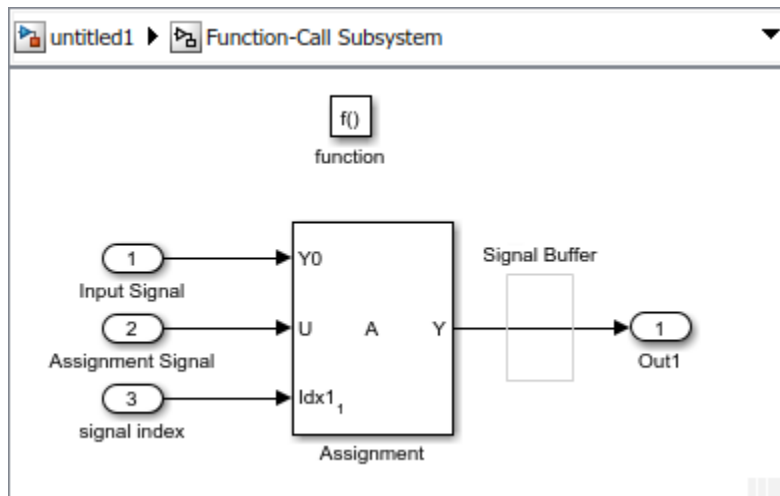 untitled1 Function-Call Subsystem
f()
function
1
Input Signal
2
Assignment Signal
3
signal index
Y0
U A Y
Idx1 1
Assignment
Signal Buffer
1
Out1